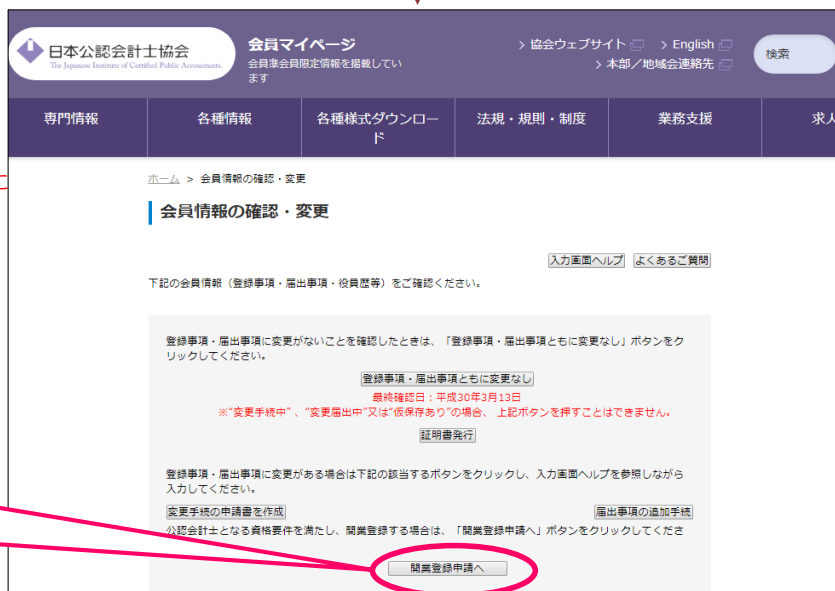 日本公認会計士協会
The Japanese Institute of Certified Public Accountants.
会員マイページ
会員準会員限定情報を掲載してい
ます
> 協会ウェブサイト > English
> 本部／地域会連絡先
検索
専門情報 各種情報 各種様式ダウンロー
ド
法規・規則・制度 業務支援 求人
ホーム > 会員情報の確認・変更
会員情報の確認・変更
入力画面ヘルプ よくあるご質問
下記の会員情報（登録事項・届出事項・役員歴等）をご確認ください。
登録事項・届出事項に変更がないことを確認したときは、「登録事項・届出事項ともに変更なし」ボタンをク
リックしてください。
登録事項・届出事項ともに変更なし
最終確認日：平成30年3月13日
※“変更手続中”、“変更届出中”又は“仮保存あり”の場合、 上記ボタンを押すことはできません。
証明書発行
登録事項・届出事項に変更がある場合は下記の該当するボタンをクリックし、入力画面ヘルプを参照しながら
入力してください。
変更手続の申請書を作成 届出事項の追加手続
公認会計士となる資格要件を満たし、開業登録する場合は、「開業登録申請へ」ボタンをクリックしてくださ
開業登録申請へ